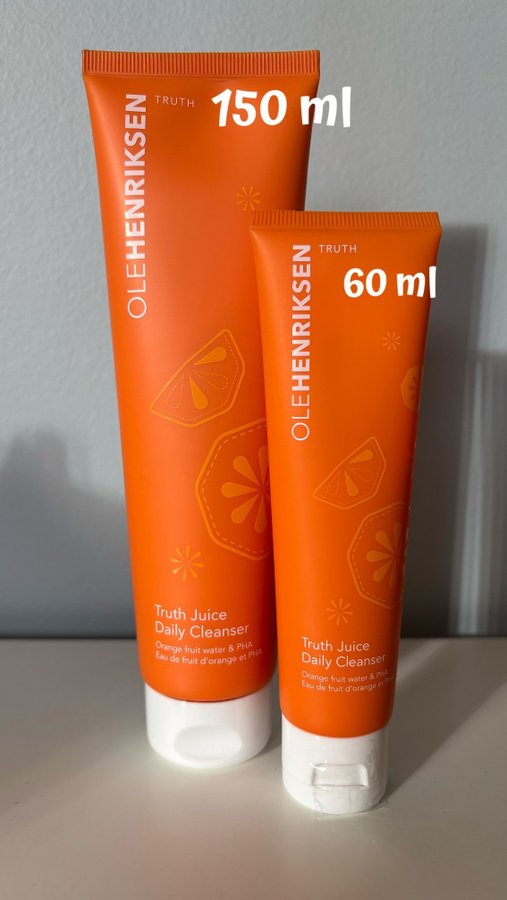 OLEHENRIKSEN
TRUTH
150 ml
Truth Juice
Daily Cleanser
Orange fruit water & PHA
Eau de fruit d'orange et PHA
OLEHENRIKSEN
TRUTH
60 ml
Truth Juice
Daily Cleanser
Orange fruit water & PHA
Eau de fruit d'orange et PHA